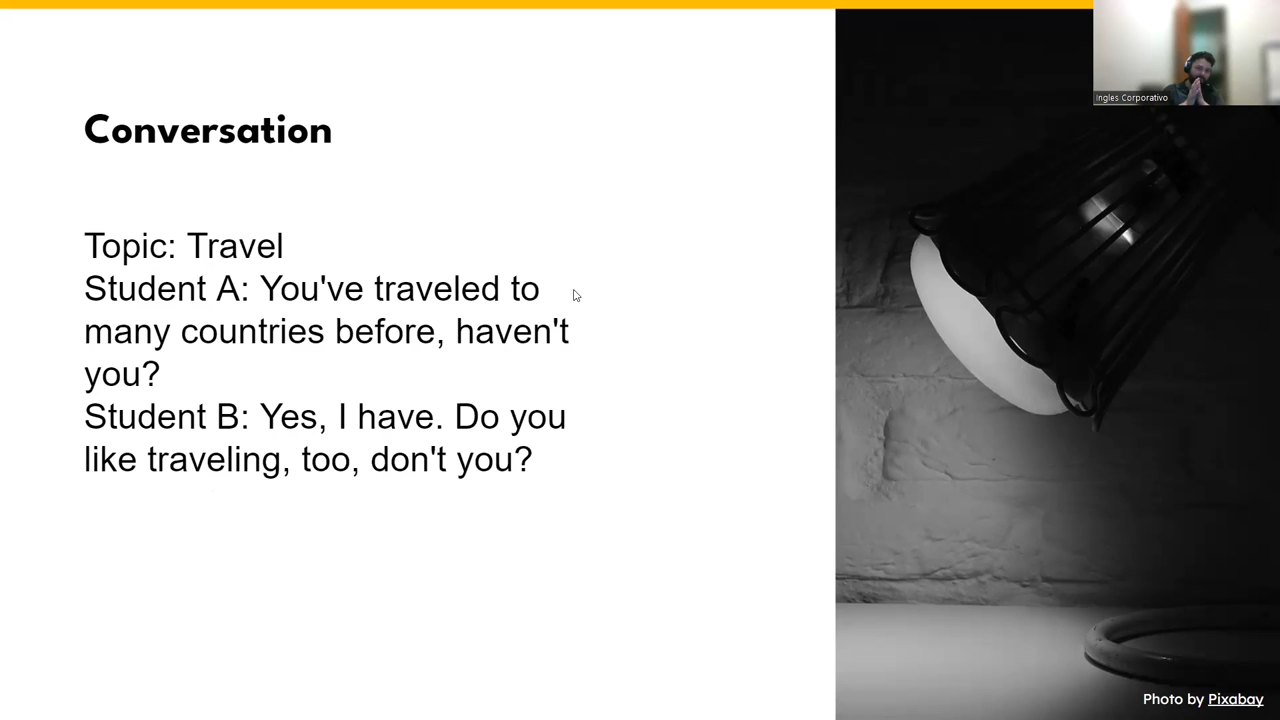 Ingles Corporativo
Conversation
Topic: Travel
Student A: You've traveled to
many countries before, haven't
you?
Student B: Yes, I have. Do you
like traveling, too, don't you?
Photo by Pixabay